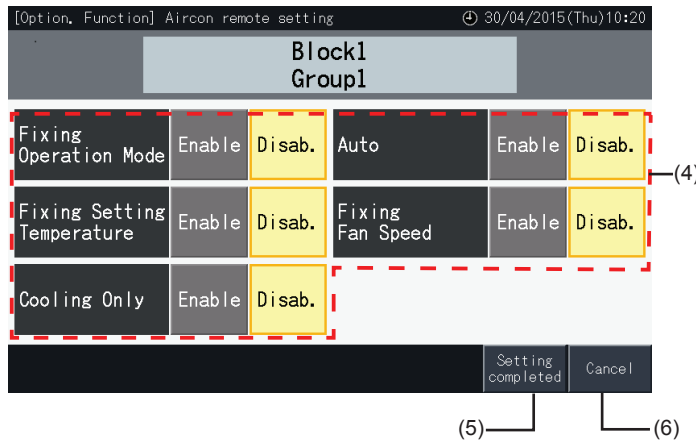 [Option. Function] Aircon remote setting 30/04/2015(Thu)10:20
Block1
Group1
Fixing
Operation Mode Enable Disab. Auto Enable Disab.
(4)
Fixing Setting
Temperature Enable Disab. Fixing
Fan Speed Enable Disab.
Cooling Only Enable Disab.
Setting
completed Cancel
(5) (6)